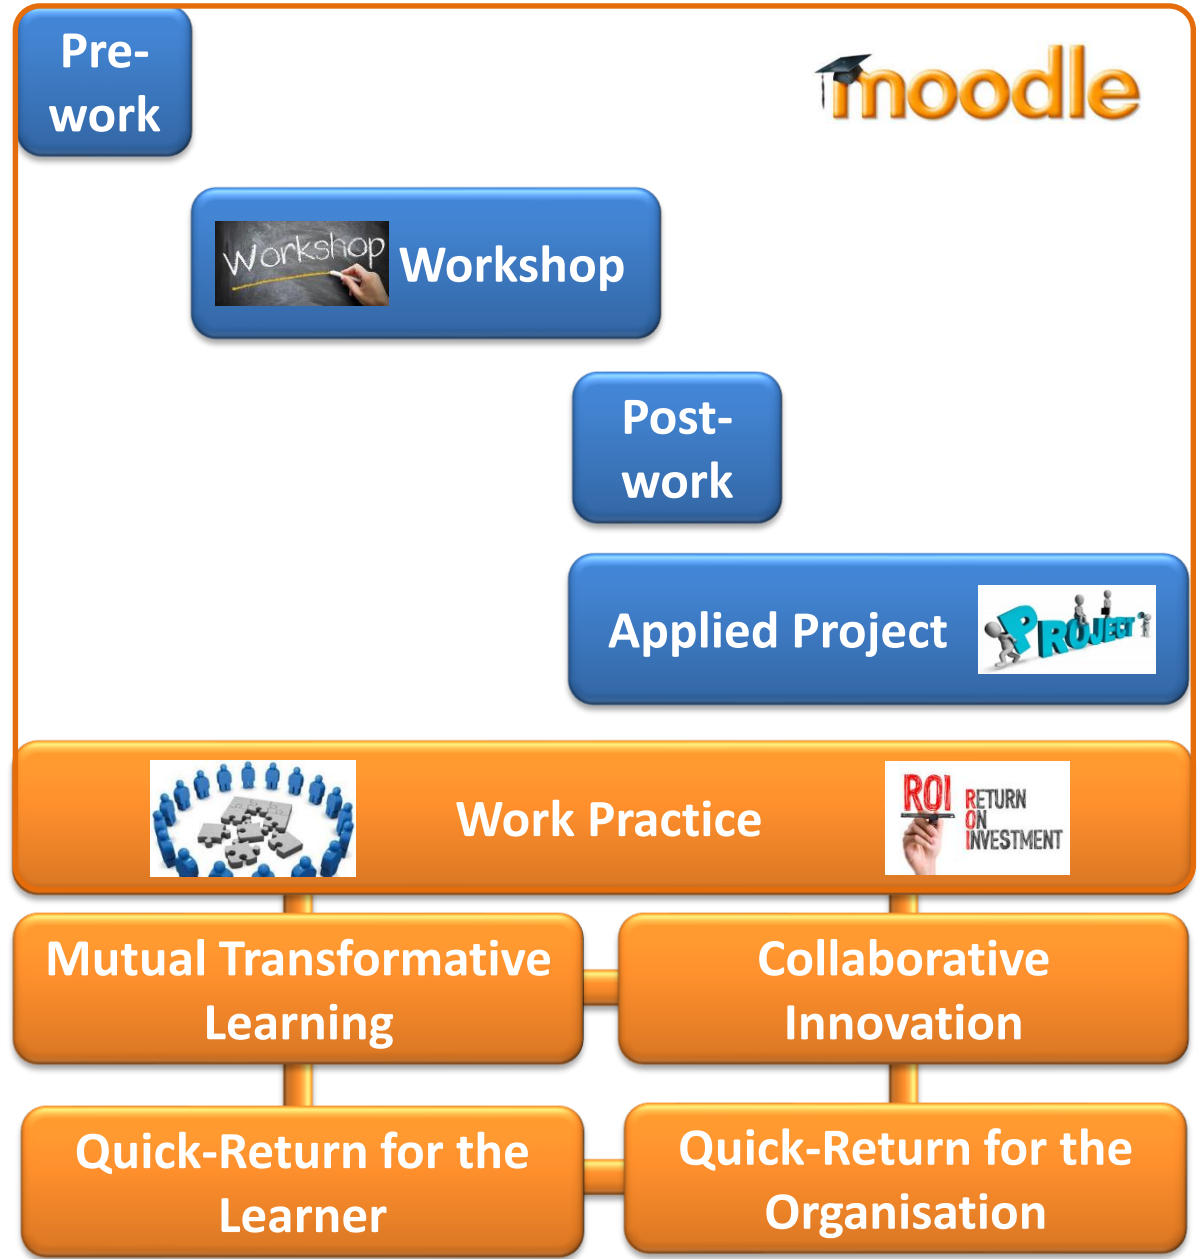 Pre-
work
moodle
Workshop
Workshop
Post-
work
Applied Project
PROJECT
Work Practice
ROI
RETURN
ON
INVESTMENT
Mutual Transformative
Learning
Collaborative
Innovation
Quick-Return for the
Learner
Quick-Return for the
Organisation